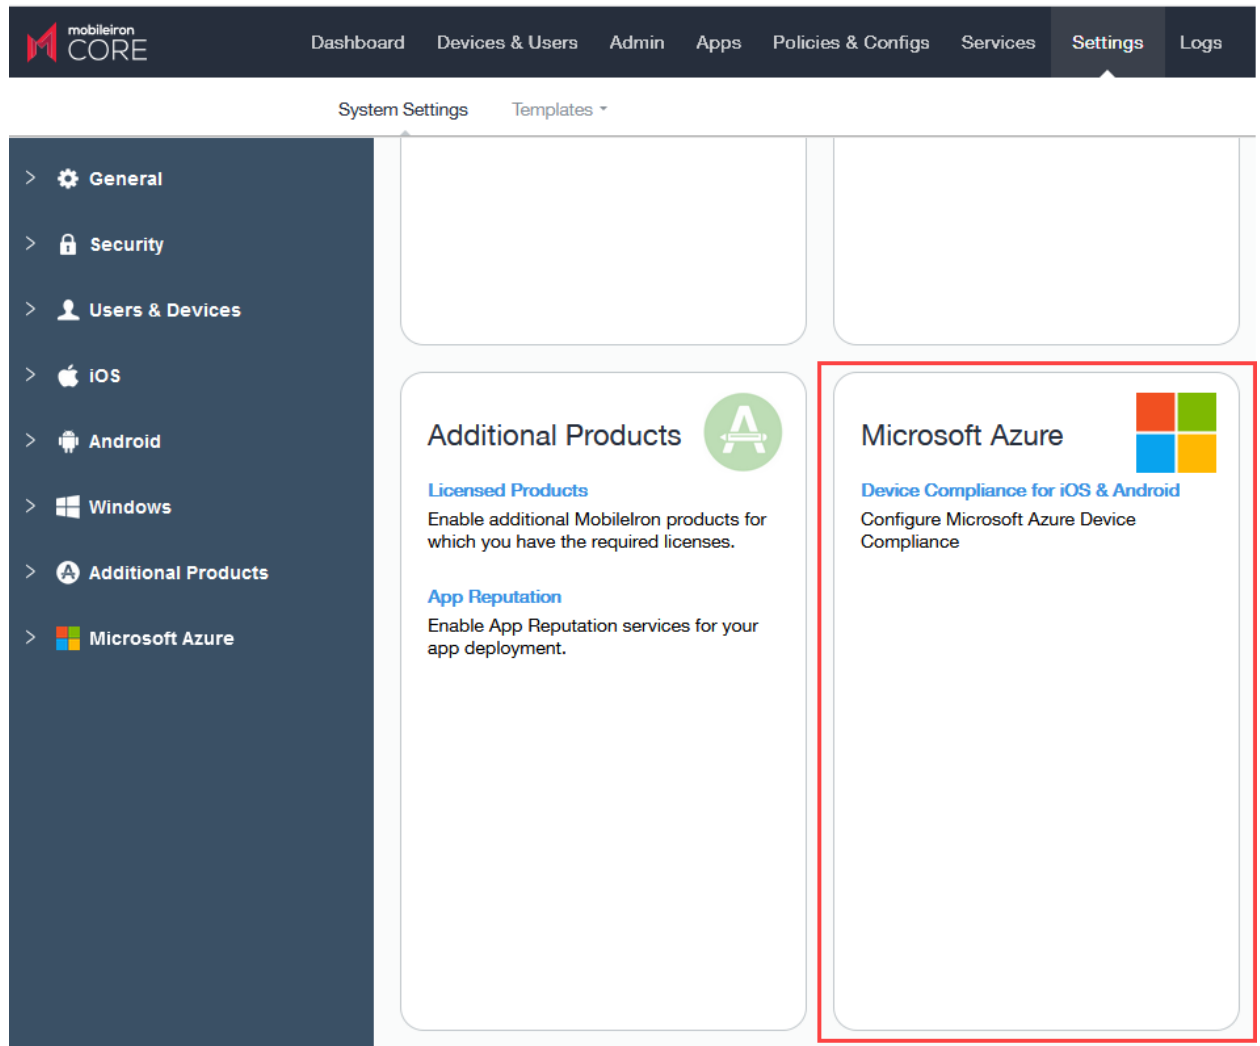 mobileiron
CORE
Dashboard Devices & Users Admin Apps Policies & Configs Services Settings Logs
System Settings Templates
General
Security
Users & Devices
iOS
Android
Windows
Additional Products
Microsoft Azure
Additional Products
Licensed Products
Enable additional MobileIron products for
which you have the required licenses.
App Reputation
Enable App Reputation services for your
app deployment.
Microsoft Azure
Device Compliance for iOS & Android
Configure Microsoft Azure Device
Compliance